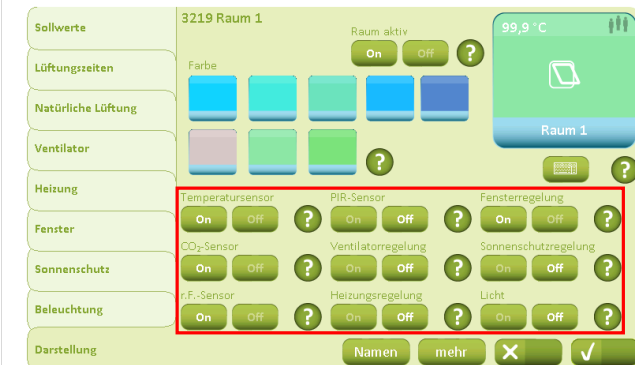 3219 Raum 1
Sollwerte
Lüftungszeiten
Natürliche Lüftung
Ventilator
Heizung
Fenster
Sonnenschutz
Beleuchtung
Darstellung
Raum aktiv
On Off ?
Farbe
?
99,9 °C
Raum 1
?
Temperatursensor PIR-Sensor Fensterregelung
On Off ? On Off ? On Off ?
CO₂-Sensor Ventilatorregelung Sonnenschutzregelung
On Off ? On Off ? On Off ?
r.F.-Sensor Heizungsregelung Licht
On Off ? On Off ? On Off ?
Namen mehr